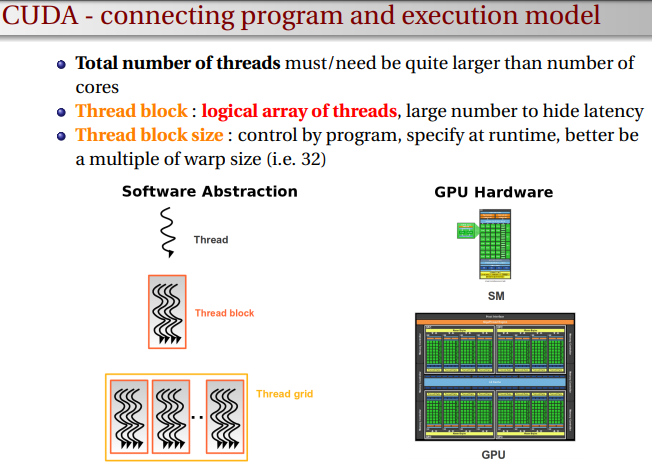 CUDA - connecting program and execution model
Total number of threads must/need be quite larger than number of
cores
Thread block : logical array of threads, large number to hide latency
Thread block size : control by program, specify at runtime, better be
a multiple of warp size (i.e. 32)
Software Abstraction
GPU Hardware
Thread
SM
Thread block
Thread grid
GPU